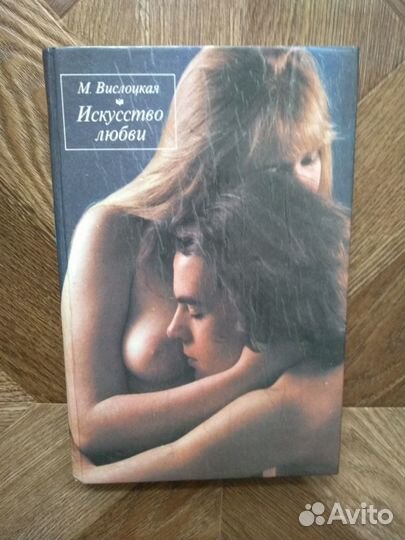 М. Вислоцкая
Искусство
любви
Avito